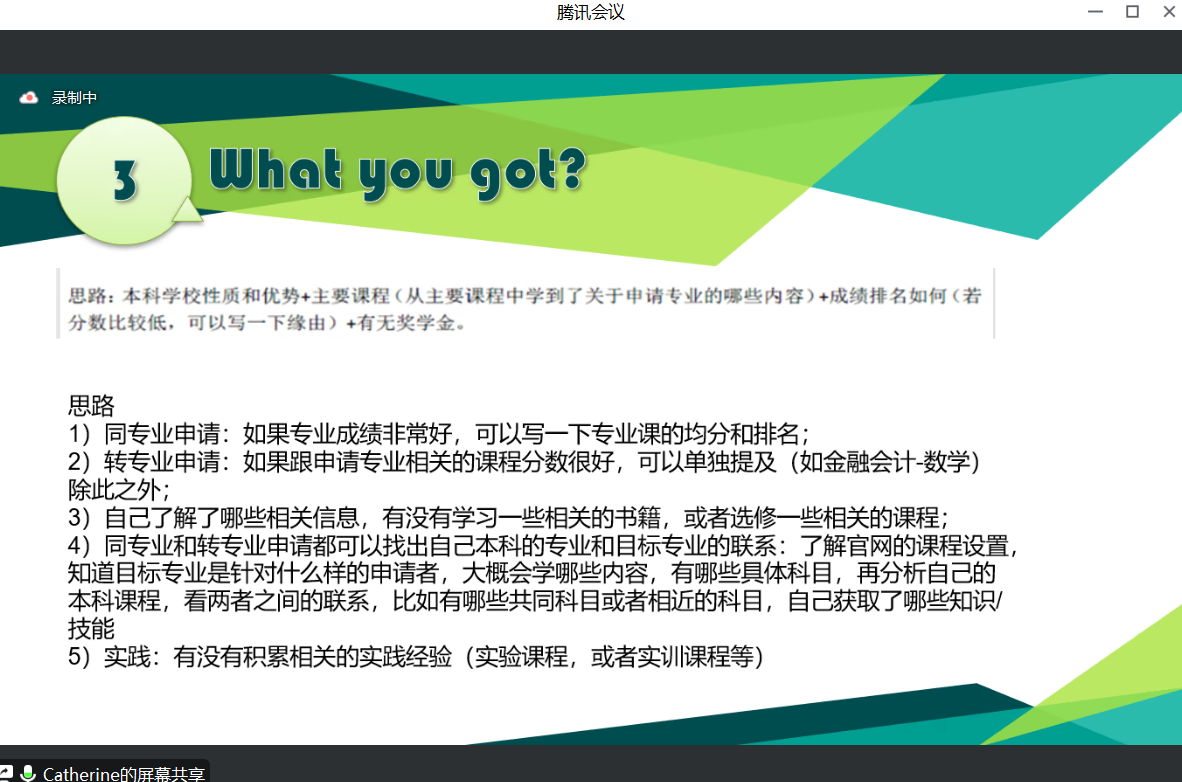 腾讯会议
录制中
3
What you got?
思路：本科学校性质和优势+主要课程（从主要课程中学到了关于申请专业的哪些内容）+成绩排名如何（若
分数比较低，可以写一下缘由）+有无奖学金。
思路
1）同专业申请：如果专业成绩非常好，可以写一下专业课的均分和排名；
2）转专业申请：如果跟申请专业相关的课程分数很好，可以单独提及（如金融会计-数学）
除此之外；
3）自己了解了哪些相关信息，有没有学习一些相关的书籍，或者选修一些相关的课程；
4）同专业和转专业申请都可以找出自己本科的专业和目标专业的联系：了解官网的课程设置，
知道目标专业是针对什么样的申请者，大概会学哪些内容，有哪些具体科目，再分析自己的
本科课程，看两者之间的联系，比如有哪些共同科目或者相近的科目，自己获取了哪些知识/
技能
5）实践：有没有积累相关的实践经验（实验课程，或者实训课程等）
Catherine的屏幕共享